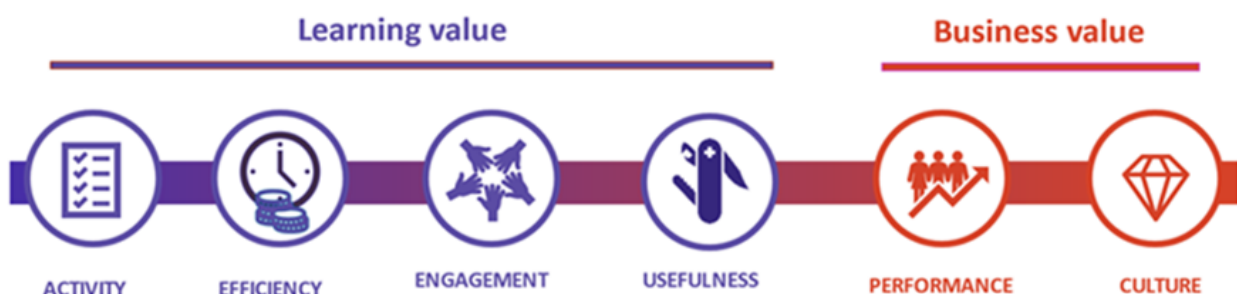 Learning value
Business value
ACTIVITY
EFFICIENCY
ENGAGEMENT
USEFULNESS
PERFORMANCE
CULTURE